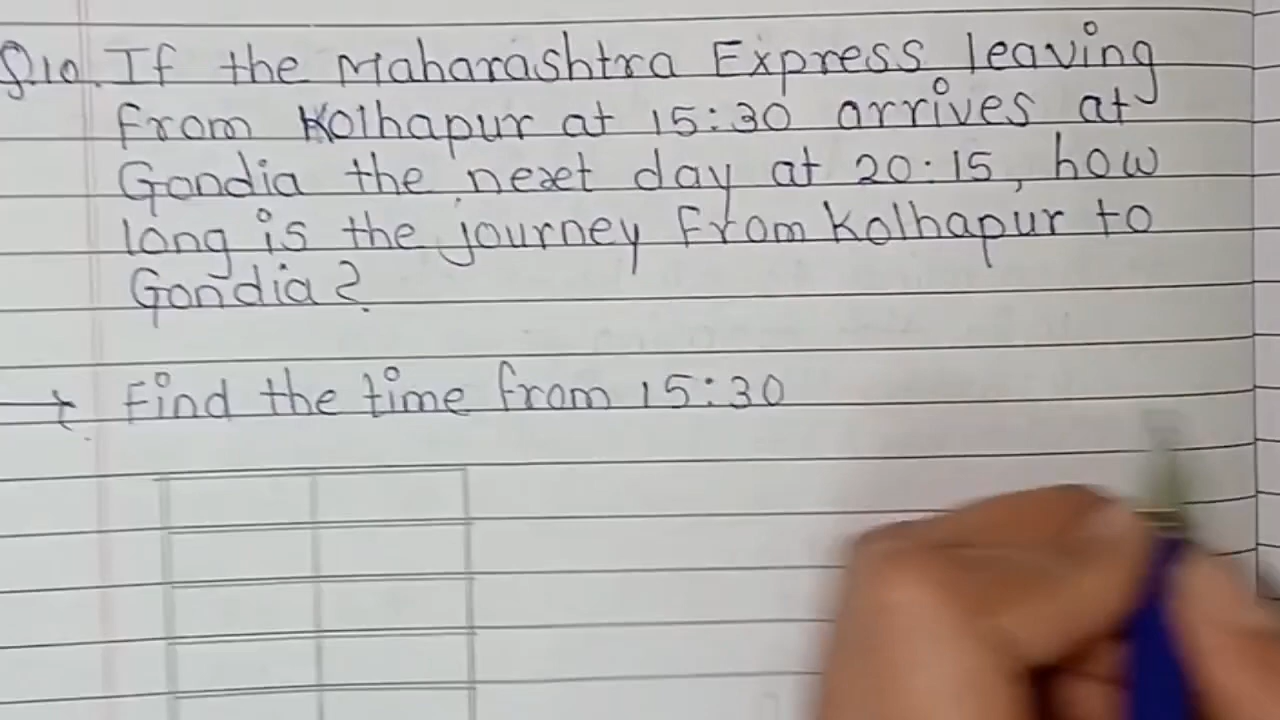 Q.10. If the Maharashtra Express leaving
from Kolhapur at 15:30 arrives at
Gondia the next day at 20:15, how
long is the journey from Kolhapur to
Gondia?
→ Find the time from 15:30